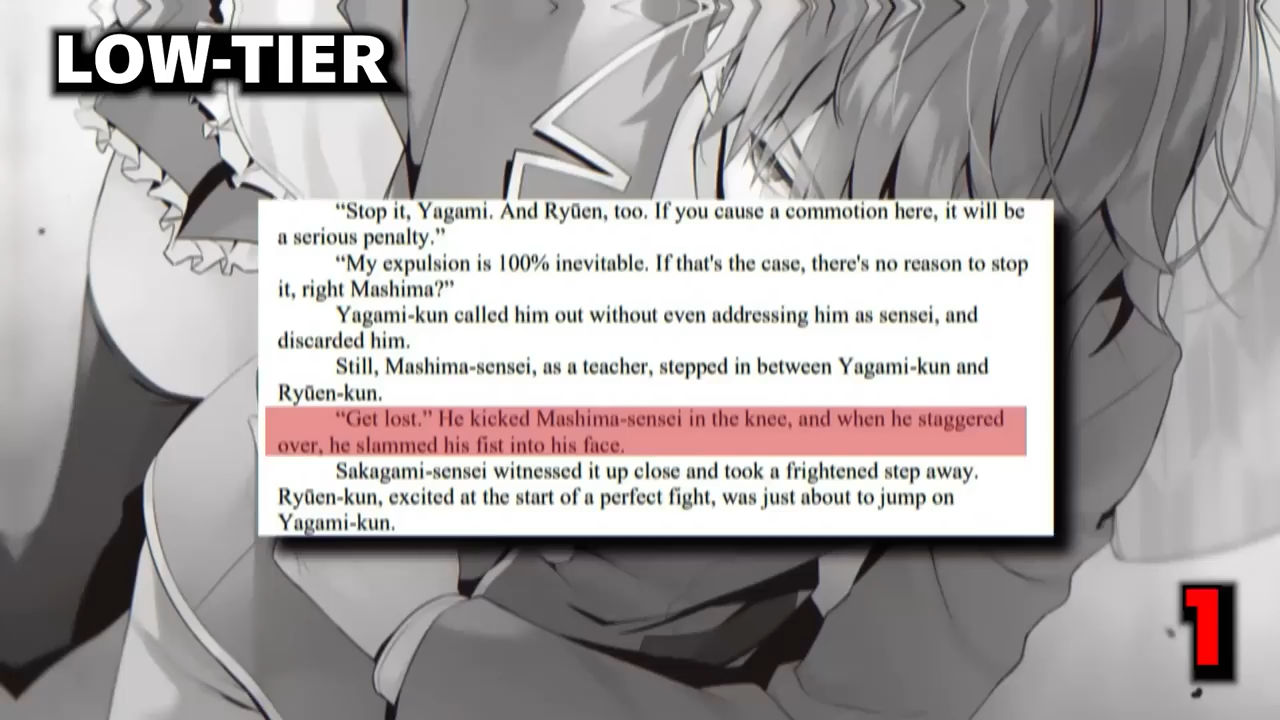 LOW-TIER
“Stop it, Yagami. And Ryūen, too. If you cause a commotion here, it will be
a serious penalty.”
“My expulsion is 100% inevitable. If that's the case, there's no reason to stop
it, right Mashima?”
Yagami-kun called him out without even addressing him as sensei, and
discarded him.
Still, Mashima-sensei, as a teacher, stepped in between Yagami-kun and
Ryūen-kun.
“Get lost.” He kicked Mashima-sensei in the knee, and when he staggered
over, he slammed his fist into his face.
Sakagami-sensei witnessed it up close and took a frightened step away.
Ryūen-kun, excited at the start of a perfect fight, was just about to jump on
Yagami-kun.
1